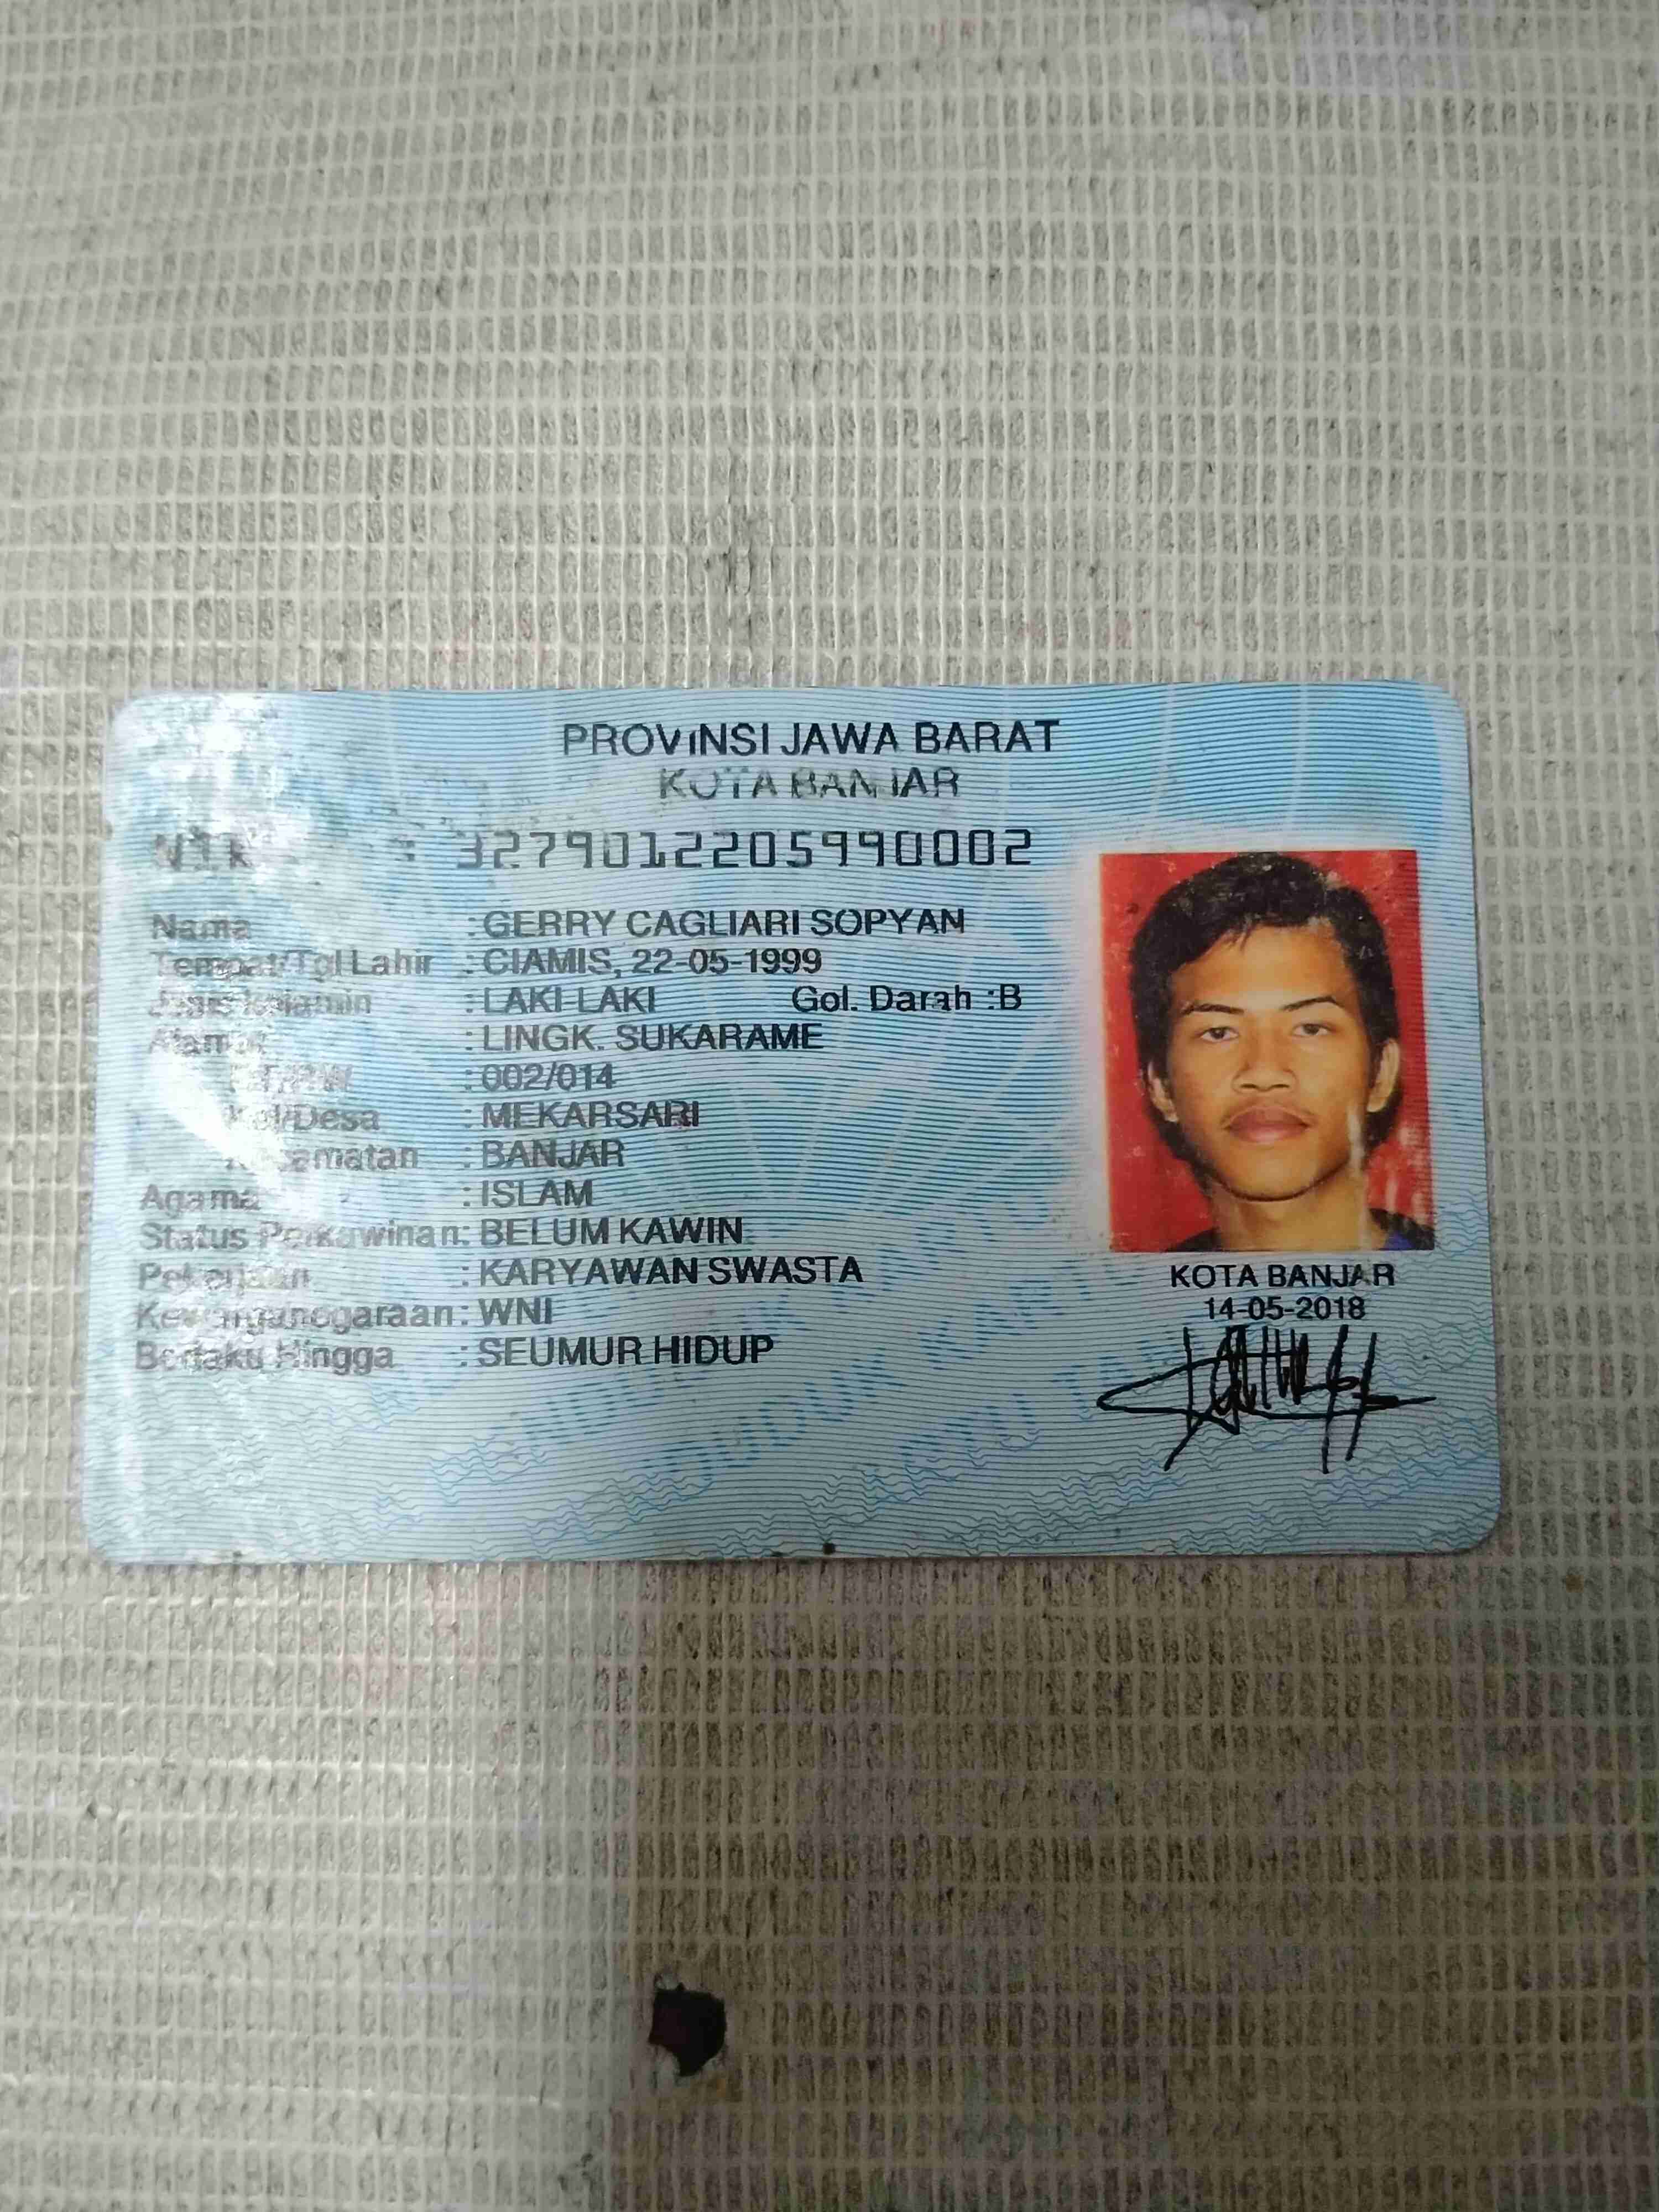 PROVINSI JAWA BARAT
KOTA BANJAR
NIK : 3279012205990002
Nama : GERRY CAGLIARI SOPYAN
Tempat/Tgl Lahir : CIAMIS, 22-05-1999
Jenis kelamin : LAKI-LAKI Gol. Darah :B
Alamat : LINGK. SUKARAME
RT/RW : 002/014
Kel/Desa : MEKARSARI
Kecamatan : BANJAR
Agama : ISLAM
Status Perkawinan: BELUM KAWIN
Pekerjaan : KARYAWAN SWASTA
Kewarganegaraan: WNI
Berlaku Hingga : SEUMUR HIDUP
KOTA BANJAR
14-05-2018